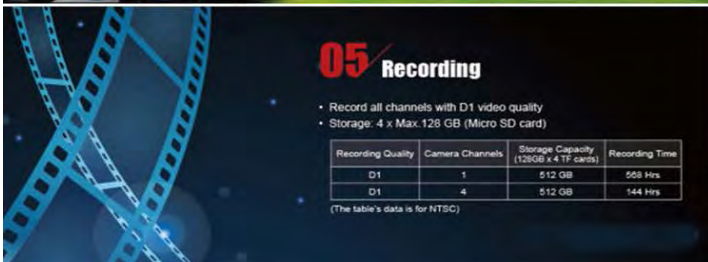 05 Recording
• Record all channels with D1 video quality
• Storage: 4 x Max.128 GB (Micro SD card)
Recording Quality Camera Channels Storage Capacity (128GB x 4 TF cards) Recording Time
D1 1 512 GB 568 Hrs
D1 4 512 GB 144 Hrs
(The table's data is for NTSC)